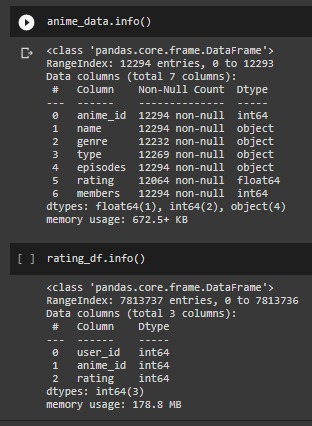 anime_data.info()
<class 'pandas.core.frame.DataFrame'>
RangeIndex: 12294 entries, 0 to 12293
Data columns (total 7 columns):
 #   Column    Non-Null Count  Dtype
---  ------    --------------  -----
 0   anime_id  12294 non-null  int64
 1   name      12294 non-null  object
 2   genre     12232 non-null  object
 3   type      12269 non-null  object
 4   episodes  12294 non-null  object
 5   rating    12064 non-null  float64
 6   members   12294 non-null  int64
dtypes: float64(1), int64(2), object(4)
memory usage: 672.5+ KB
[ ] rating_df.info()
<class 'pandas.core.frame.DataFrame'>
RangeIndex: 7813737 entries, 0 to 7813736
Data columns (total 3 columns):
 #   Column    Dtype
---  ------    -----
 0   user_id   int64
 1   anime_id  int64
 2   rating    int64
dtypes: int64(3)
memory usage: 178.8 MB